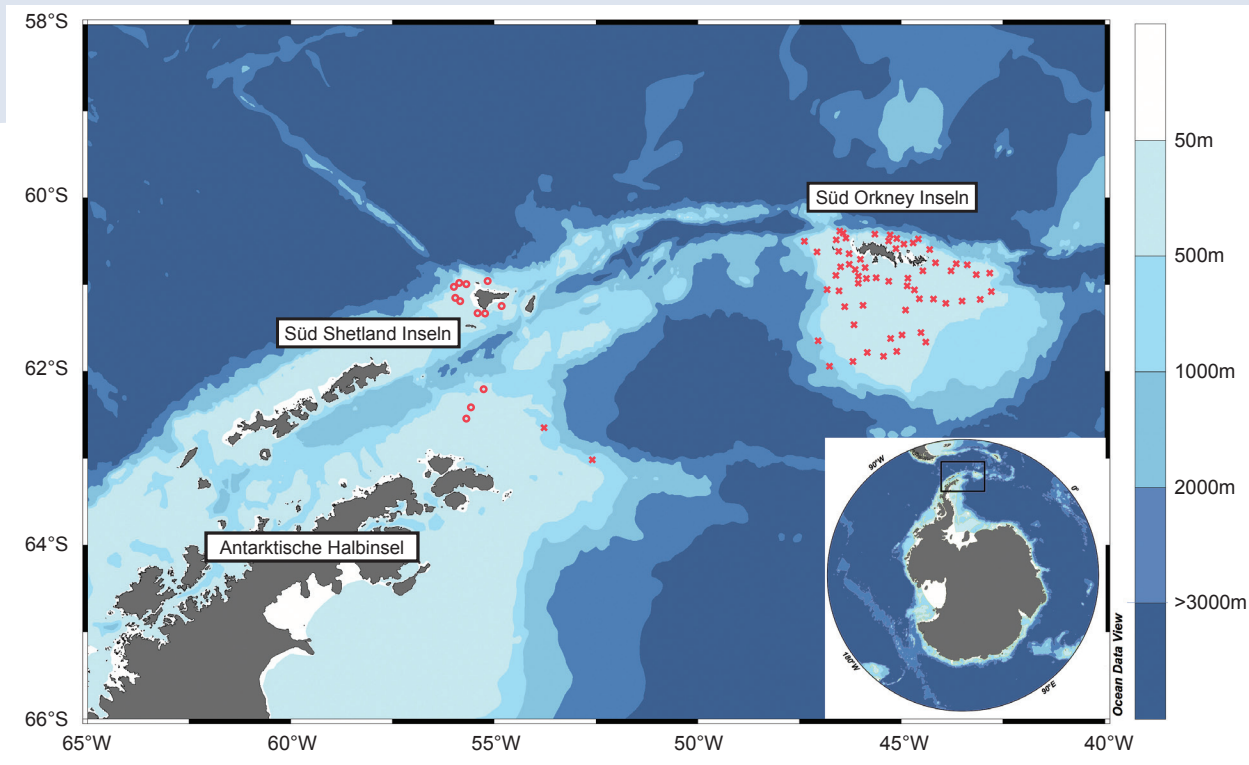 58°S
60°S
62°S
64°S
66°S
65°W
60°W
55°W
50°W
45°W
40°W
Süd Orkney Inseln
Süd Shetland Inseln
Antarktische Halbinsel
50m
500m
1000m
2000m
>3000m
Ocean Data View
90°W
0°
180°W
90°E